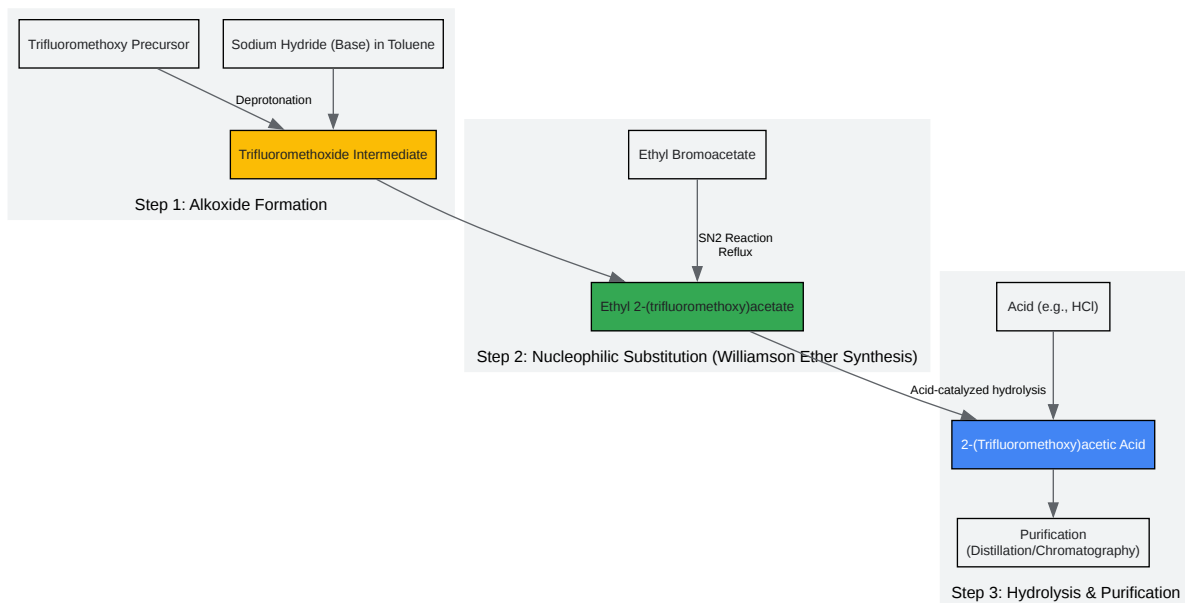 Trifluoromethoxy Precursor
Sodium Hydride (Base) in Toluene
Deprotonation
Trifluoromethoxide Intermediate
Step 1: Alkoxide Formation
Ethyl Bromoacetate
SN2 Reaction
Reflux
Ethyl 2-(trifluoromethoxy)acetate
Step 2: Nucleophilic Substitution (Williamson Ether Synthesis)
Acid (e.g., HCl)
Acid-catalyzed hydrolysis
2-(Trifluoromethoxy)acetic Acid
Purification
(Distillation/Chromatography)
Step 3: Hydrolysis & Purification